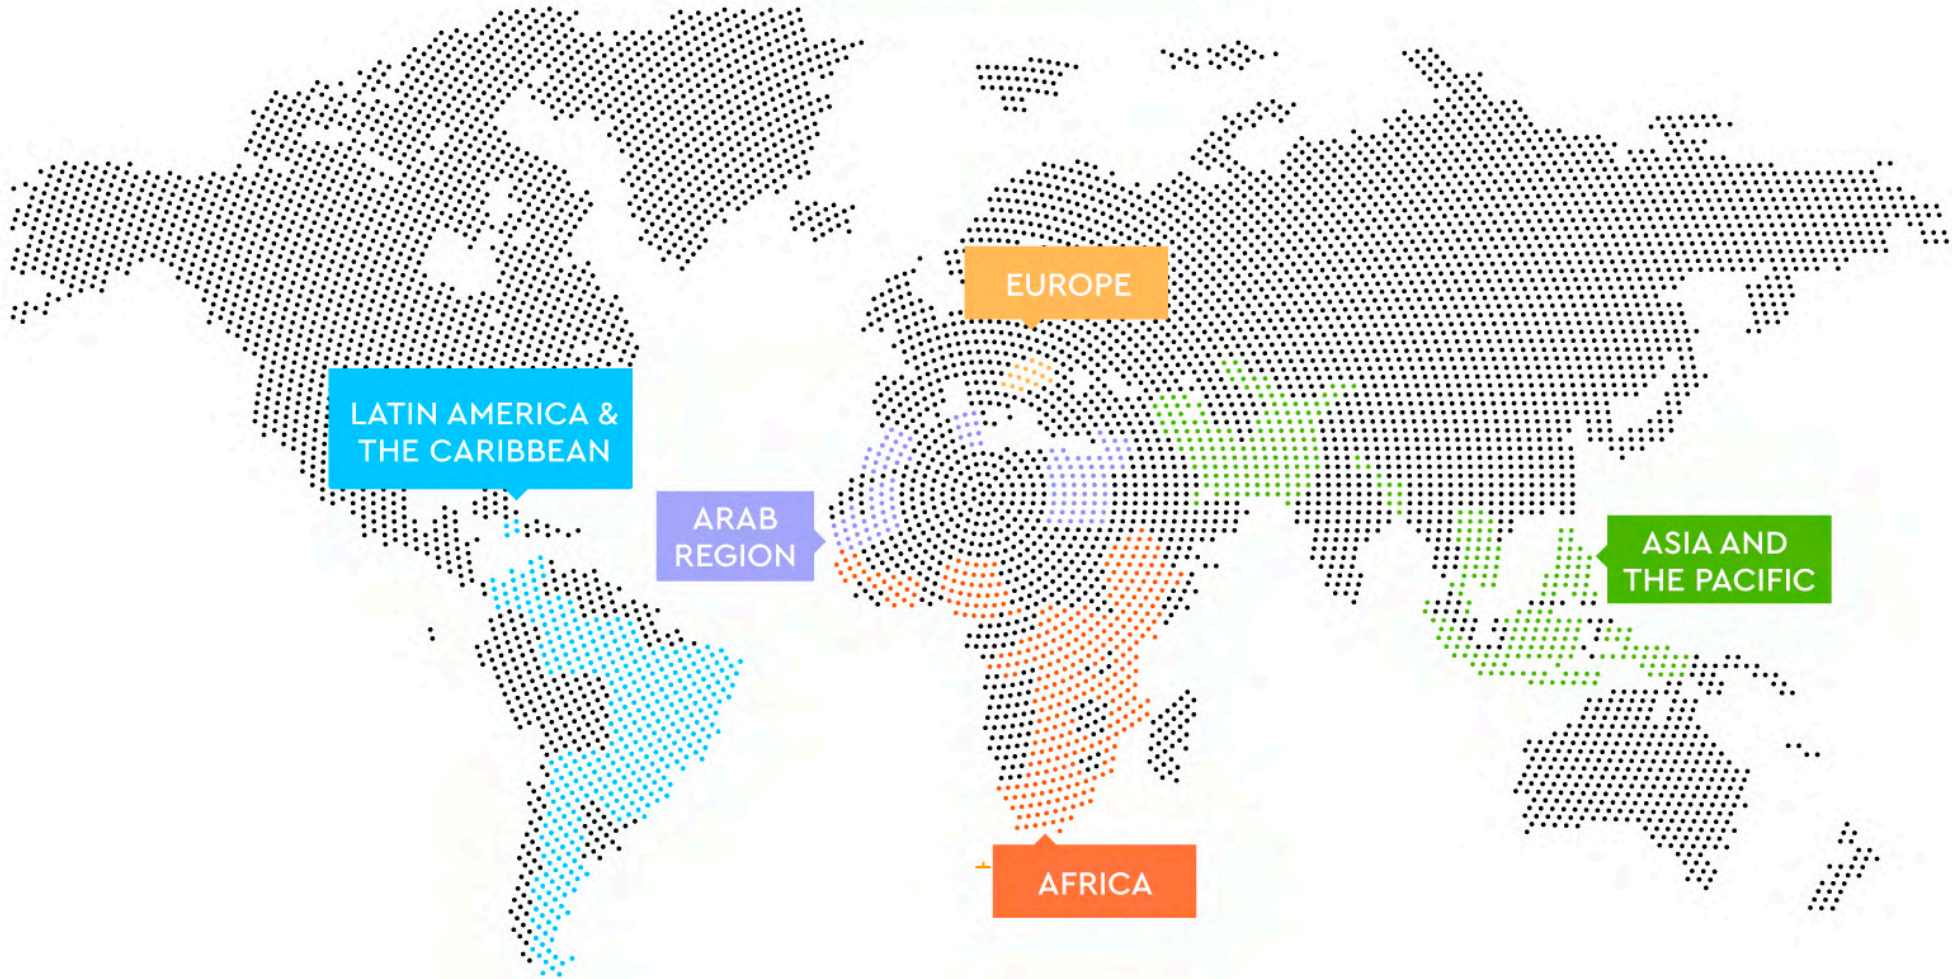 EUROPE
LATIN AMERICA &
THE CARIBBEAN
ARAB
REGION
ASIA AND
THE PACIFIC
AFRICA